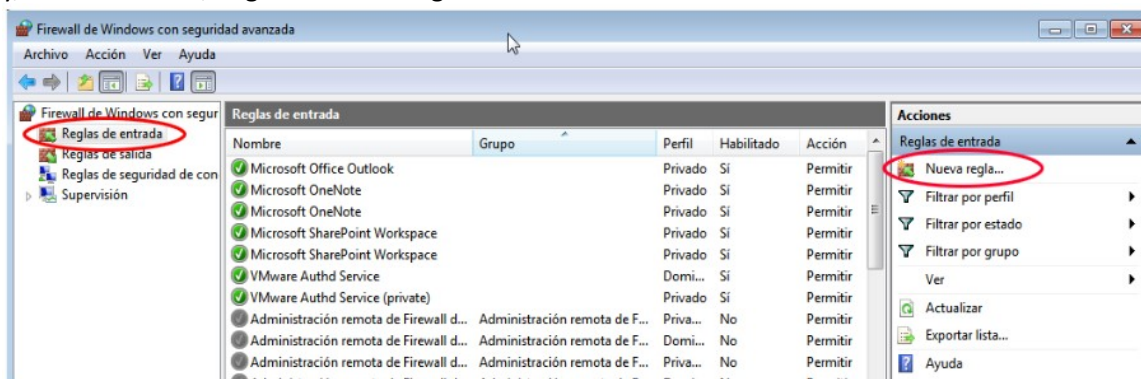 Firewall de Windows con seguridad avanzada
Archivo Acción Ver Ayuda
Firewall de Windows con segur
Reglas de entrada
Reglas de salida
Reglas de seguridad de con
Supervisión
Reglas de entrada
Nombre Grupo Perfil Habilitado Acción
Microsoft Office Outlook Privado Sí Permitir
Microsoft OneNote Privado Sí Permitir
Microsoft OneNote Privado Sí Permitir
Microsoft SharePoint Workspace Privado Sí Permitir
Microsoft SharePoint Workspace Privado Sí Permitir
VMware Authd Service Domi... Sí Permitir
VMware Authd Service (private) Privado Sí Permitir
Administración remota de Firewall d... Administración remota de F... Priva... No Permitir
Administración remota de Firewall d... Administración remota de F... Domi... No Permitir
Administración remota de Firewall d... Administración remota de F... Priva... No Permitir
Acciones
Reglas de entrada
Nueva regla...
Filtrar por perfil
Filtrar por estado
Filtrar por grupo
Ver
Actualizar
Exportar lista...
Ayuda